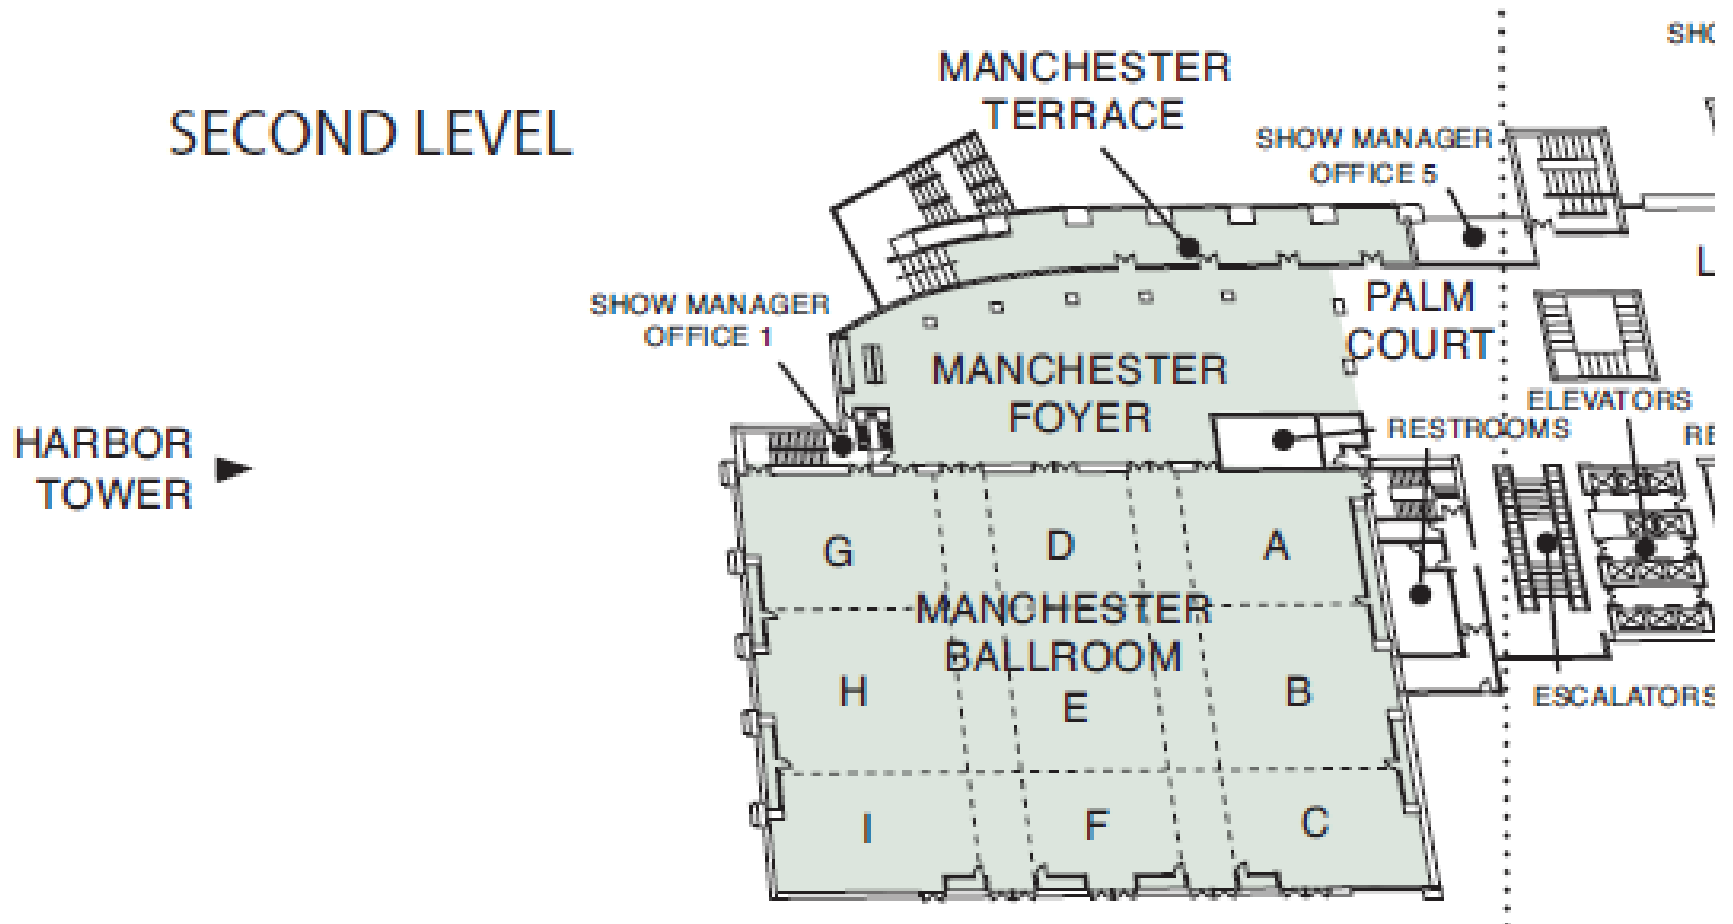 SECOND LEVEL
MANCHESTER
TERRACE
SHOW MANAGER
OFFICE 5
SHOW MANAGER
OFFICE 1
PALM
COURT
MANCHESTER
FOYER
ELEVATORS
RESTROOMS
HARBOR
TOWER
G
D
A
MANCHESTER
BALLROOM
H
E
B
ESCALATORS
I
F
C